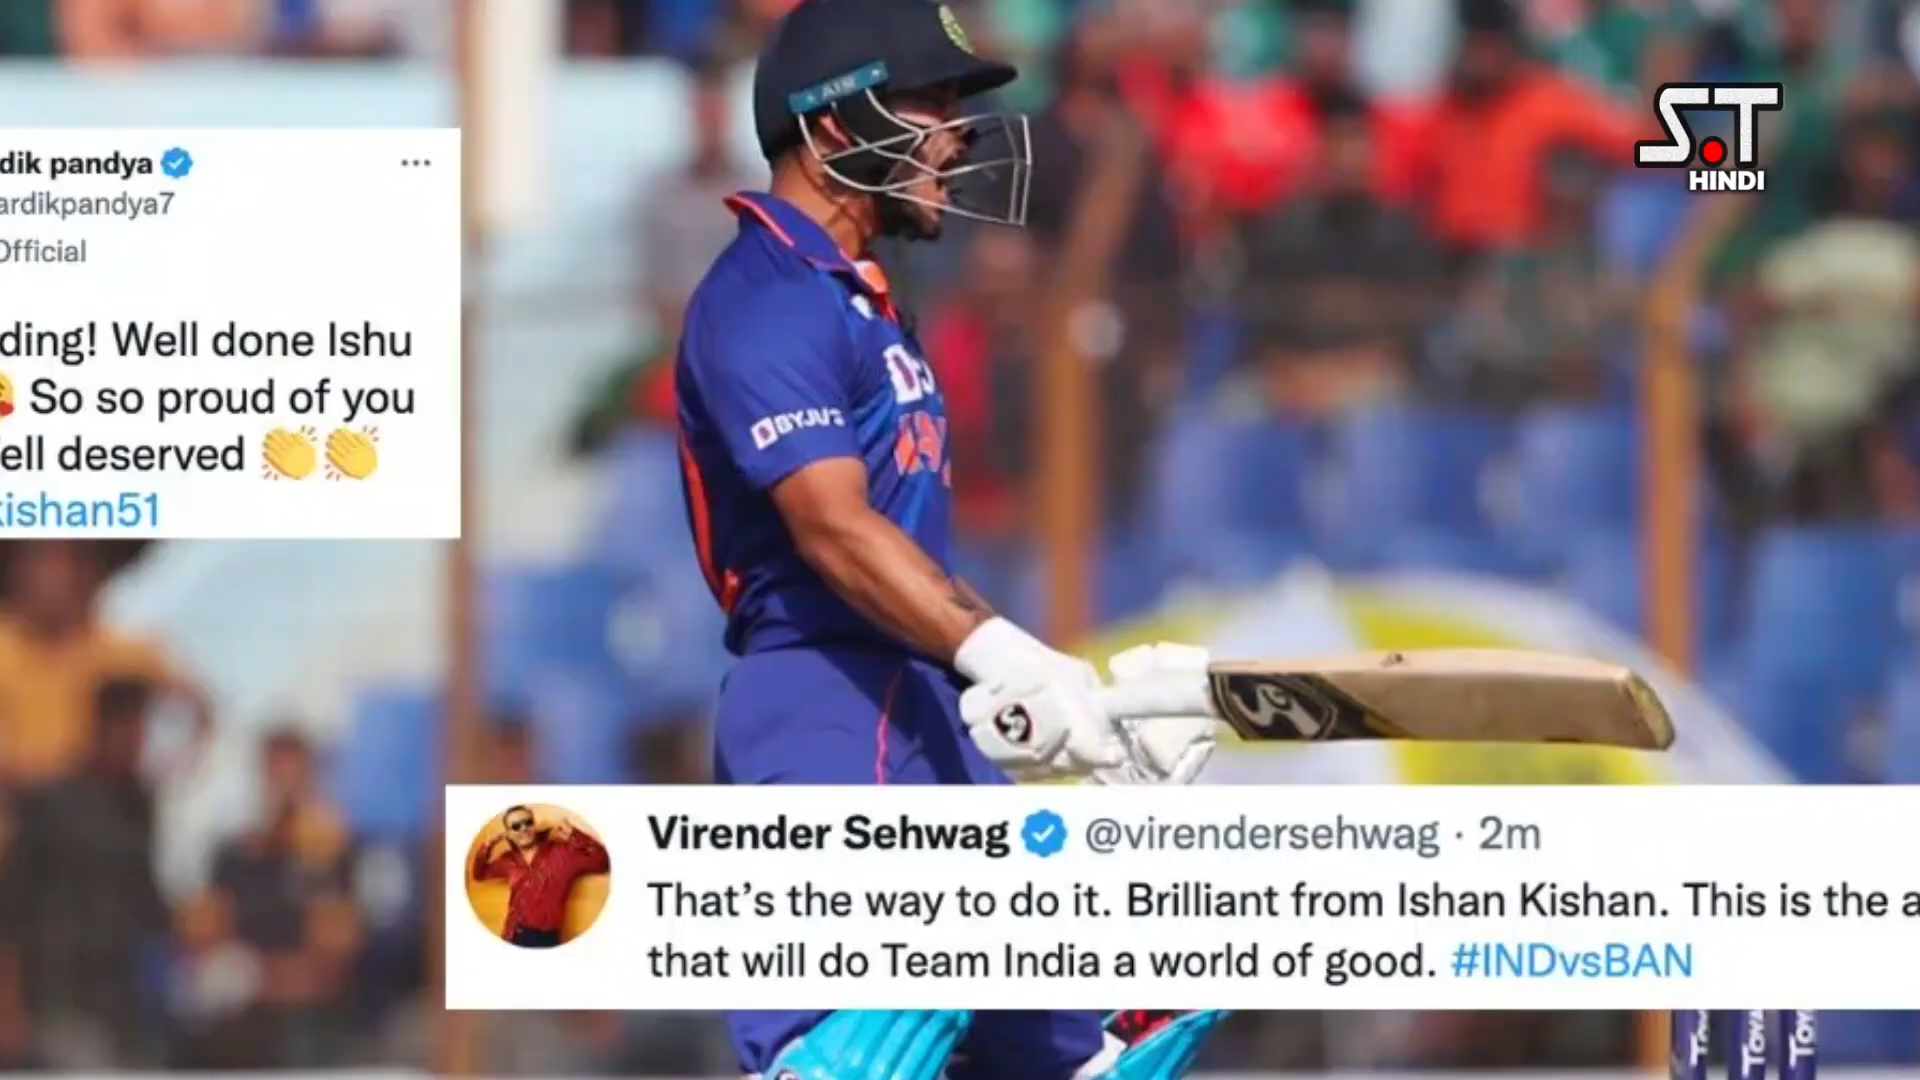 S.T
HINDI
dik pandya
ardikpandya7
Official
ding! Well done Ishu
So so proud of you
ell deserved
kishan51
BYJU'S
SG
Virender Sehwag @virendersehwag · 2m
That's the way to do it. Brilliant from Ishan Kishan. This is the a
that will do Team India a world of good. #INDvsBAN
TOYO